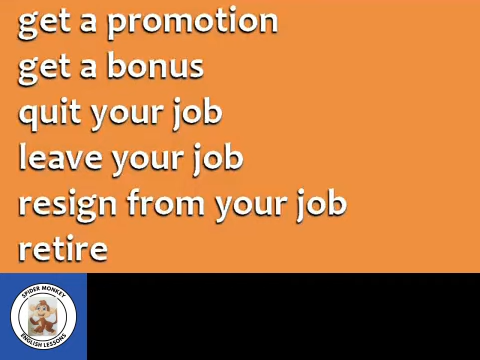 get a promotion
get a bonus
quit your job
leave your job
resign from your job
retire
SPIDER MONKEY
ENGLISH LESSONS